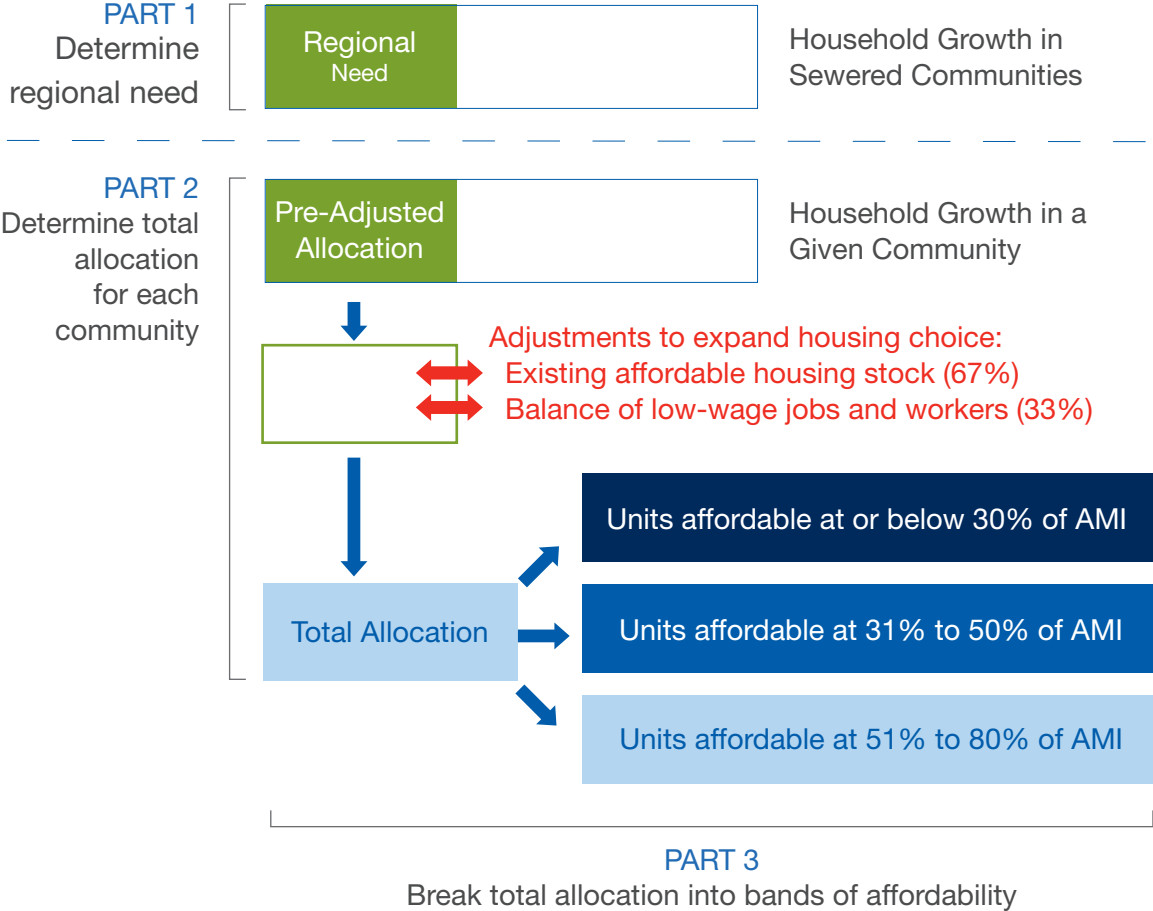 PART 1
Determine
regional need
Regional
Need
Household Growth in
Sewered Communities
PART 2
Determine total
allocation
for each
community
Pre-Adjusted
Allocation
Household Growth in a
Given Community
Adjustments to expand housing choice:
Existing affordable housing stock (67%)
Balance of low-wage jobs and workers (33%)
Total Allocation
Units affordable at or below 30% of AMI
Units affordable at 31% to 50% of AMI
Units affordable at 51% to 80% of AMI
PART 3
Break total allocation into bands of affordability